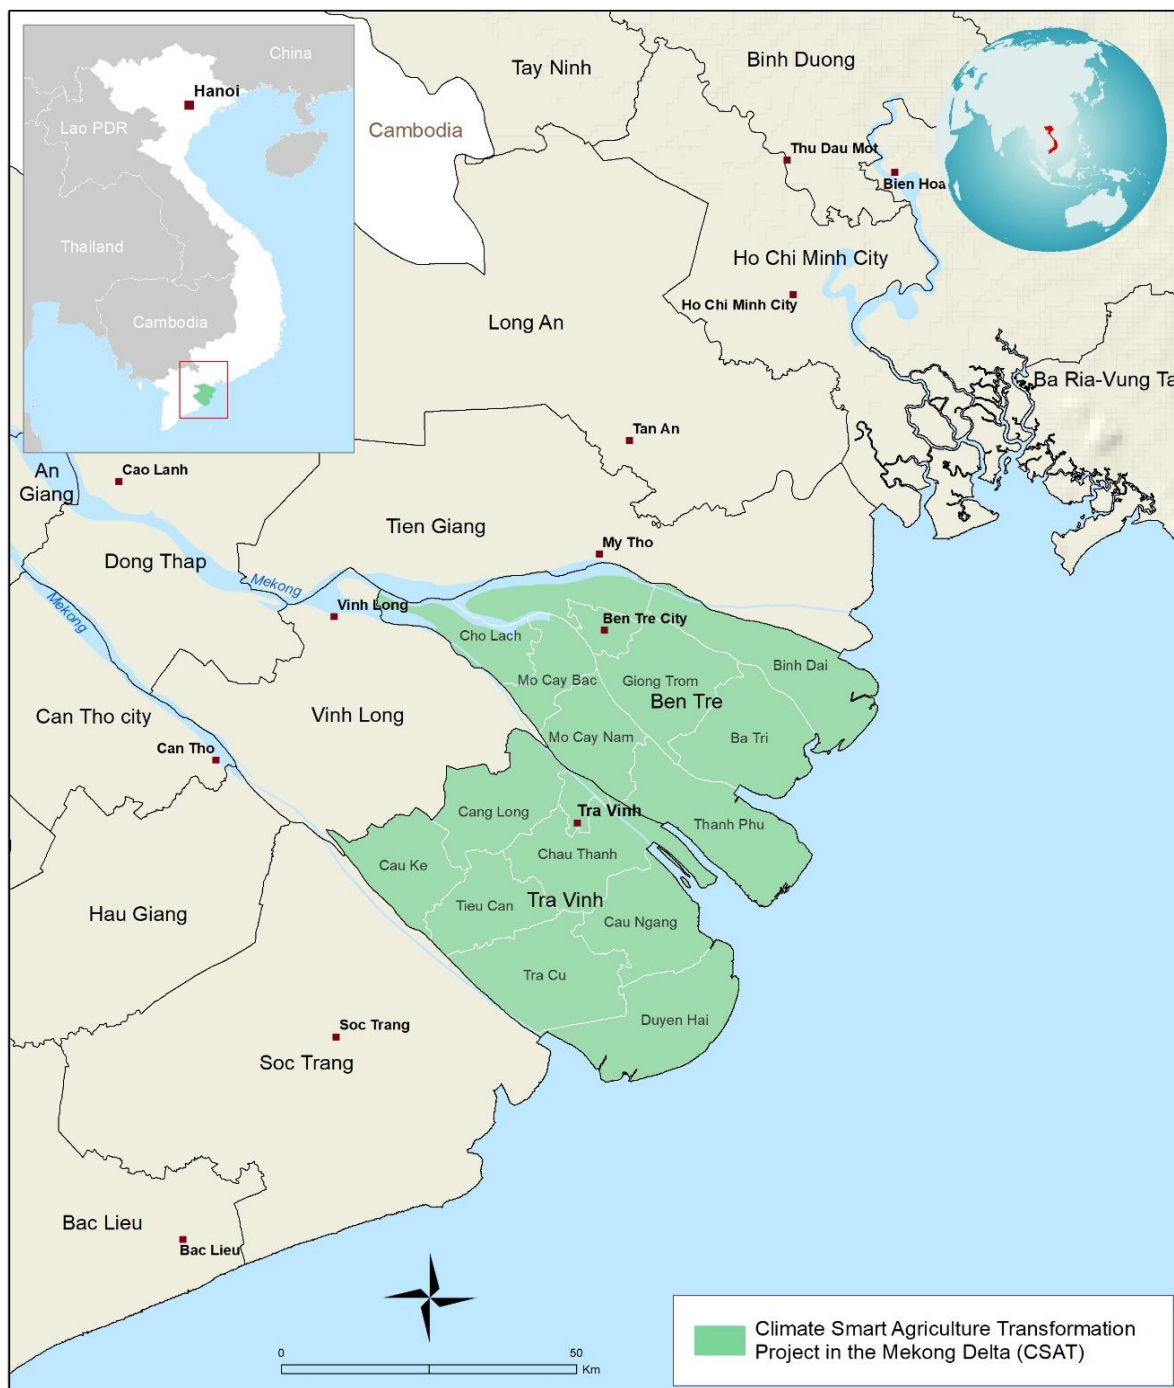 China
Hanoi
Lao PDR
Thailand
Cambodia
Tay Ninh
Binh Duong
Cambodia
Thu Dau Mot
Bien Hoa
Ho Chi Minh City
Ho Chi Minh City
Long An
Ba Ria-Vung Ta
Tan An
An
Giang
Cao Lanh
Tien Giang
My Tho
Dong Thap
Mekong
Mekong
Vinh Long
Ben Tre City
Cho Lach
Binh Dai
Mo Cay Bac
Giong Trom
Ben Tre
Vinh Long
Can Tho city
Mo Cay Nam
Ba Tri
Can Tho
Cang Long
Tra Vinh
Thanh Phu
Chau Thanh
Cau Ke
Tieu Can
Tra Vinh
Hau Giang
Cau Ngang
Tra Cu
Duyen Hai
Soc Trang
Soc Trang
Bac Lieu
Bac Lieu
0
50
Km
Climate Smart Agriculture Transformation
Project in the Mekong Delta (CSAT)